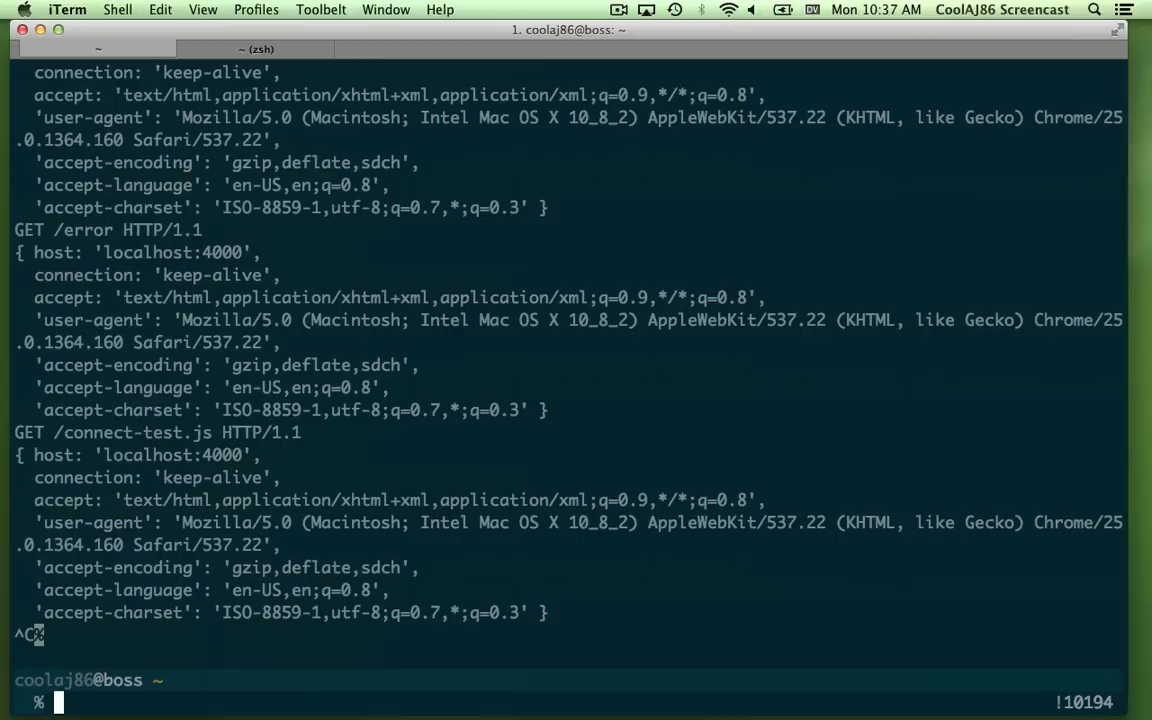 iTerm Shell Edit View Profiles Toolbelt Window Help Mon 10:37 AM CoolAJ86 Screencast
1. coolaj86@boss: ~
~ ~ (zsh)
connection: 'keep-alive',
accept: 'text/html,application/xhtml+xml,application/xml;q=0.9,*/*;q=0.8',
'user-agent': 'Mozilla/5.0 (Macintosh; Intel Mac OS X 10_8_2) AppleWebKit/537.22 (KHTML, like Gecko) Chrome/25
.0.1364.160 Safari/537.22',
'accept-encoding': 'gzip,deflate,sdch',
'accept-language': 'en-US,en;q=0.8',
'accept-charset': 'ISO-8859-1,utf-8;q=0.7,*;q=0.3' }
GET /error HTTP/1.1
{ host: 'localhost:4000',
connection: 'keep-alive',
accept: 'text/html,application/xhtml+xml,application/xml;q=0.9,*/*;q=0.8',
'user-agent': 'Mozilla/5.0 (Macintosh; Intel Mac OS X 10_8_2) AppleWebKit/537.22 (KHTML, like Gecko) Chrome/25
.0.1364.160 Safari/537.22',
'accept-encoding': 'gzip,deflate,sdch',
'accept-language': 'en-US,en;q=0.8',
'accept-charset': 'ISO-8859-1,utf-8;q=0.7,*;q=0.3' }
GET /connect-test.js HTTP/1.1
{ host: 'localhost:4000',
connection: 'keep-alive',
accept: 'text/html,application/xhtml+xml,application/xml;q=0.9,*/*;q=0.8',
'user-agent': 'Mozilla/5.0 (Macintosh; Intel Mac OS X 10_8_2) AppleWebKit/537.22 (KHTML, like Gecko) Chrome/25
.0.1364.160 Safari/537.22',
'accept-encoding': 'gzip,deflate,sdch',
'accept-language': 'en-US,en;q=0.8',
'accept-charset': 'ISO-8859-1,utf-8;q=0.7,*;q=0.3' }
^C%
coolaj86@boss ~
% !10194